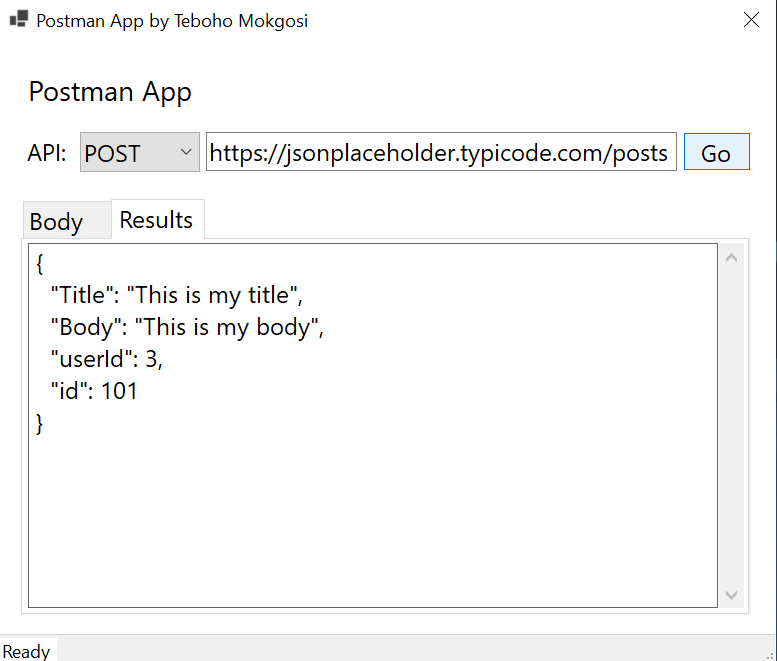 Postman App by Teboho Mokgosi
Postman App
API: POST https://jsonplaceholder.typicode.com/posts Go
Body Results
{
"Title": "This is my title",
"Body": "This is my body",
"userId": 3,
"id": 101
}
Ready